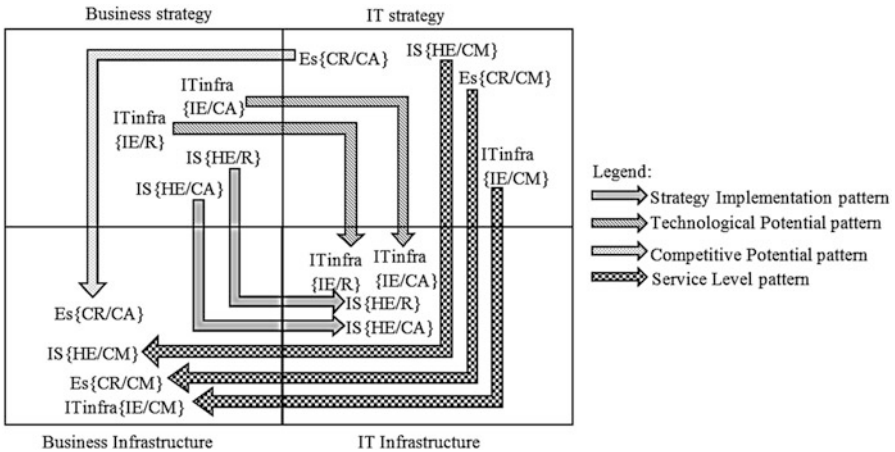 Business strategy
IT strategy
Es{CR/CA}
IS{HE/CM}
Es{CR/CM}
ITinfra
{IE/CA}
ITinfra
{IE/R}
IS{HE/R}
IS{HE/CA}
ITinfra
{IE/CM}
Legend:
Strategy Implementation pattern
Technological Potential pattern
Competitive Potential pattern
Service Level pattern
ITinfra
{IE/R}
ITinfra
{IE/CA}
IS{HE/R}
IS{HE/CA}
Es{CR/CA}
IS{HE/CM}
Es{CR/CM}
ITinfra{IE/CM}
Business Infrastructure
IT Infrastructure